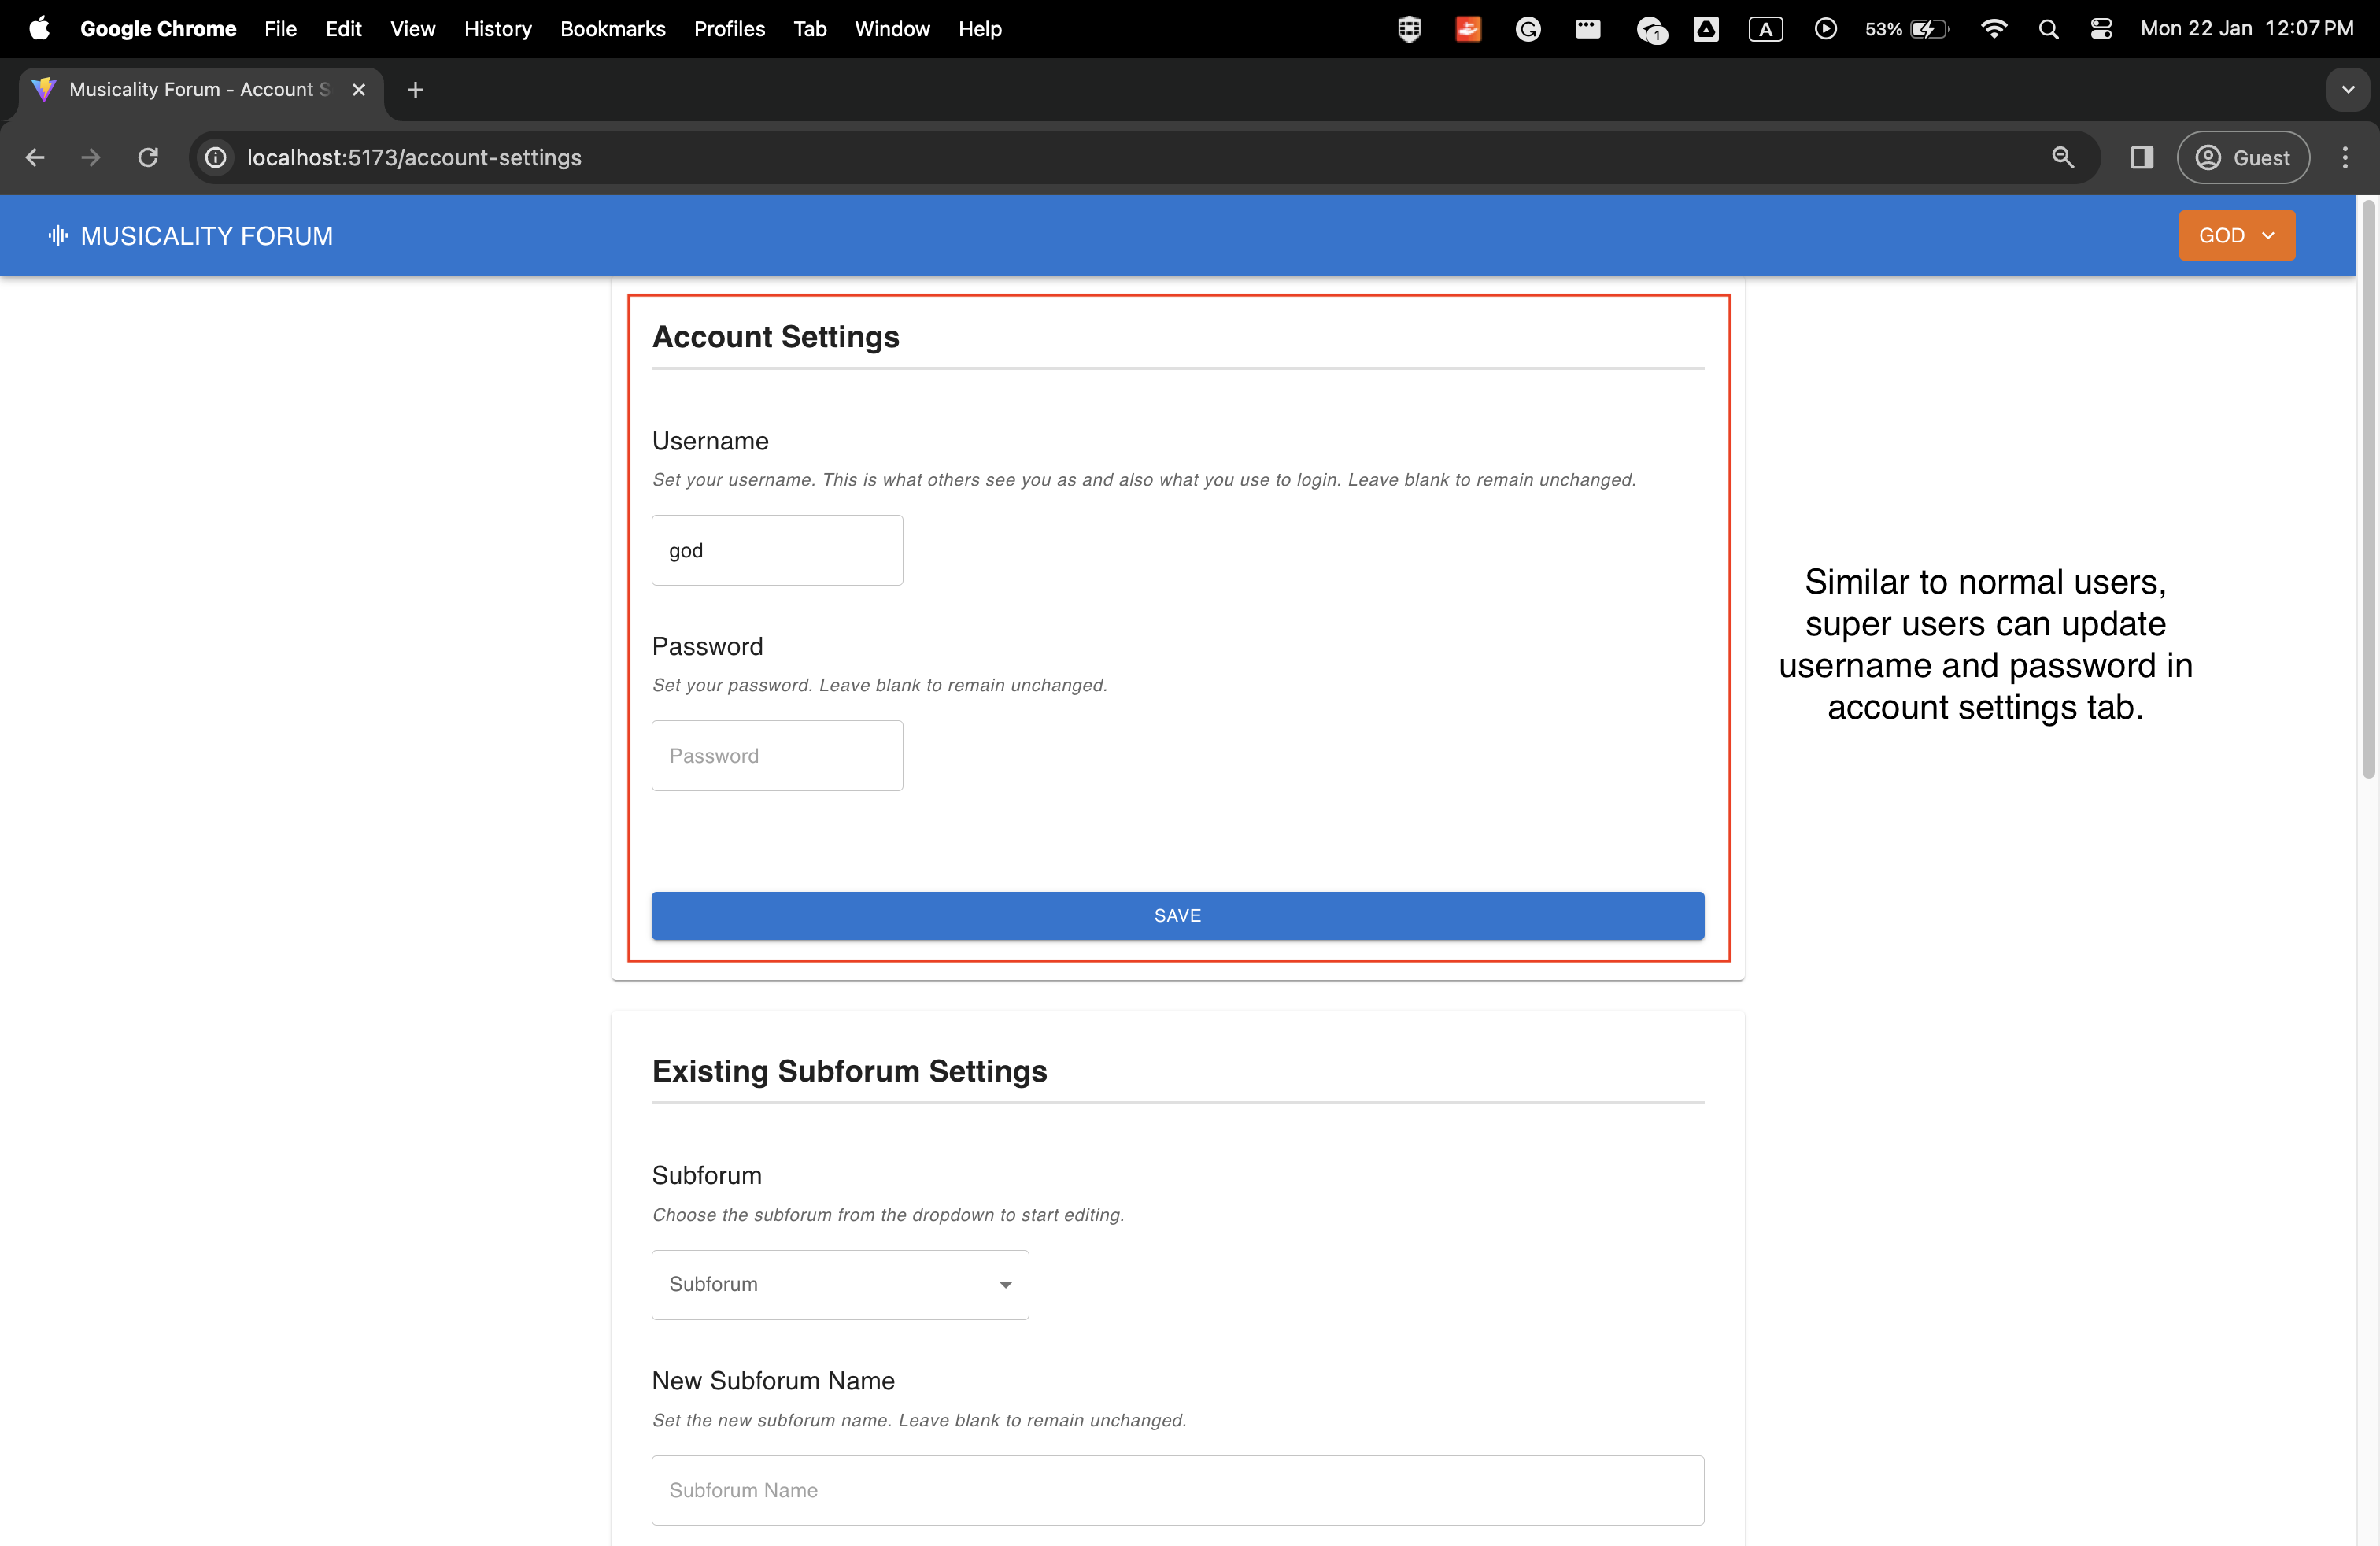 Google Chrome File Edit View History Bookmarks Profiles Tab Window Help 1 A 53% Mon 22 Jan 12:07 PM
Musicality Forum - Account S
localhost:5173/account-settings Guest
MUSICALITY FORUM GOD
Account Settings
Username
Set your username. This is what others see you as and also what you use to login. Leave blank to remain unchanged.
god
Password
Set your password. Leave blank to remain unchanged.
Password
SAVE
Similar to normal users,
super users can update
username and password in
account settings tab.
Existing Subforum Settings
Subforum
Choose the subforum from the dropdown to start editing.
Subforum
New Subforum Name
Set the new subforum name. Leave blank to remain unchanged.
Subforum Name